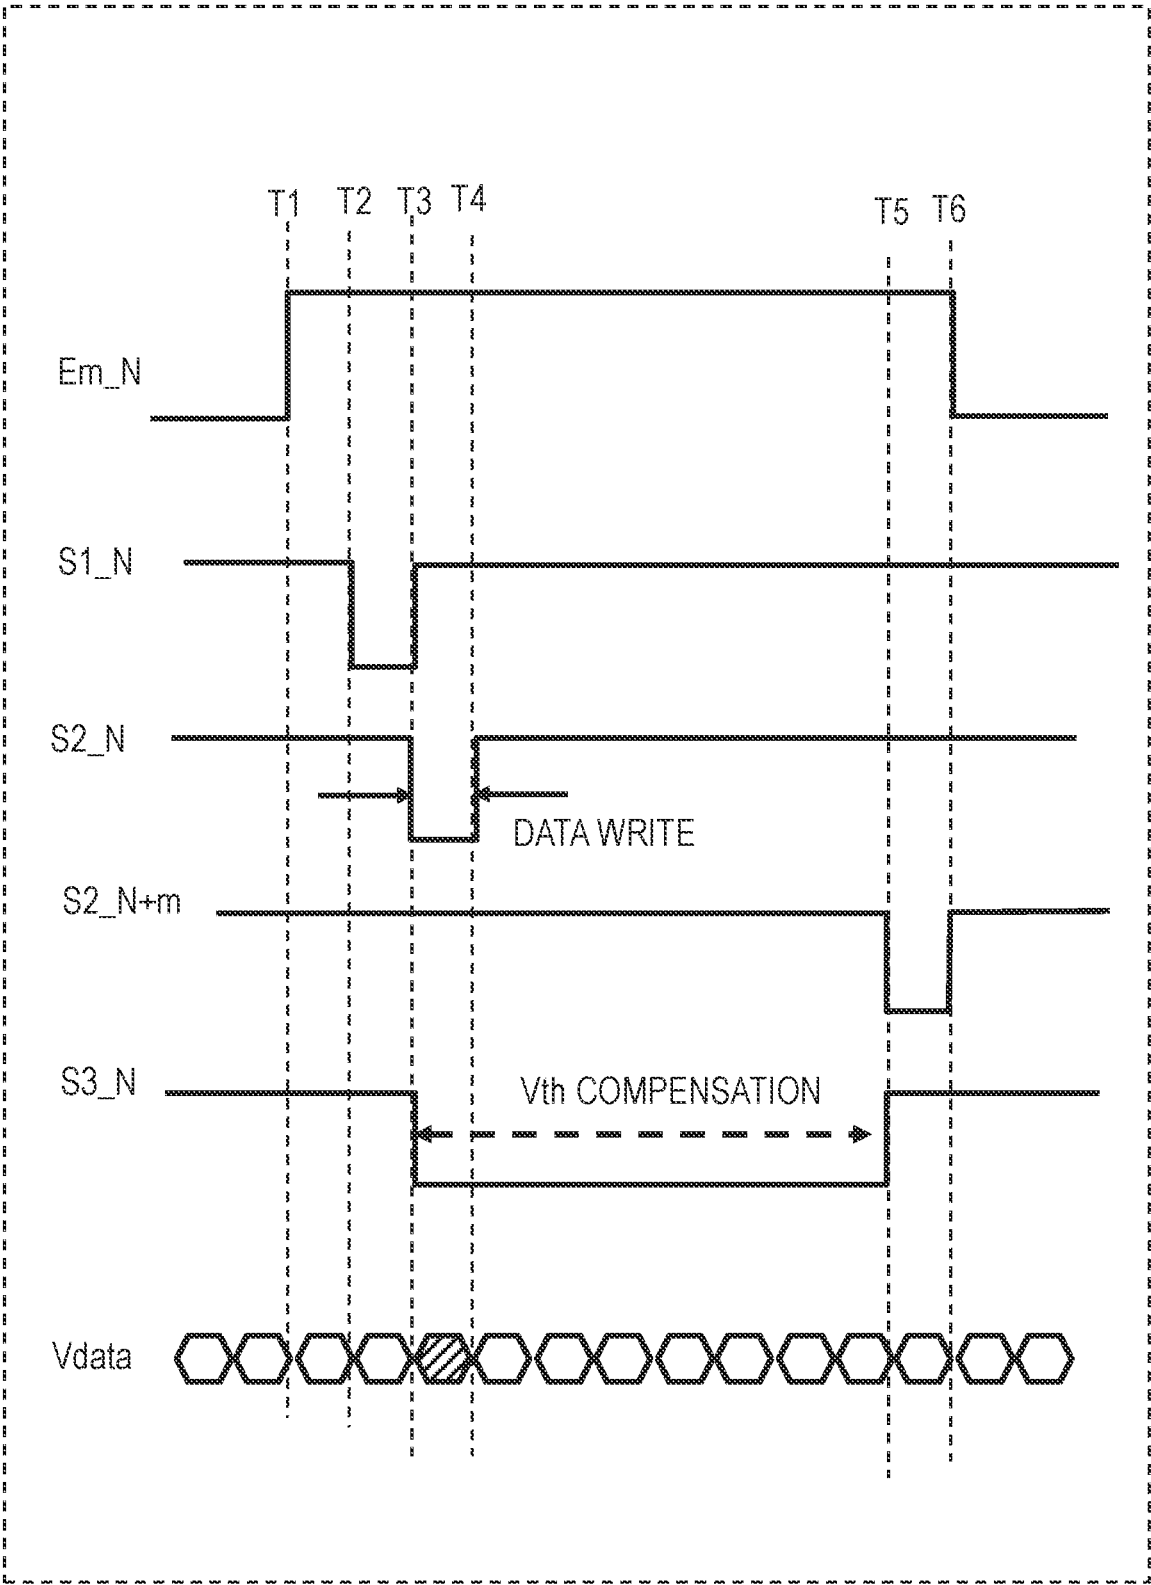 T1 T2 T3 T4 T5 T6
Em_N
S1_N
S2_N
DATA WRITE
S2_N+m
S3_N
Vth COMPENSATION
Vdata